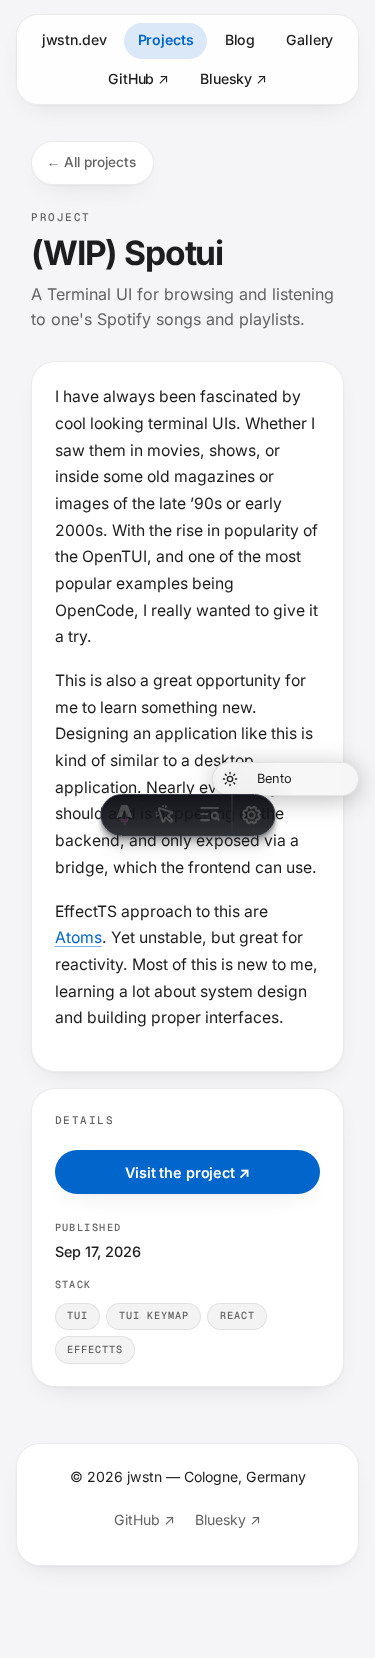 jwstn.dev Projects Blog Gallery
GitHub ↗ Bluesky ↗
← All projects
PROJECT
(WIP) Spotui
A Terminal UI for browsing and listening
to one's Spotify songs and playlists.
I have always been fascinated by
cool looking terminal UIs. Whether I
saw them in movies, shows, or
inside some old magazines or
images of the late ’90s or early
2000s. With the rise in popularity of
the OpenTUI, and one of the most
popular examples being
OpenCode, I really wanted to give it
a try.
This is also a great opportunity for
me to learn something new.
Designing an application like this is
kind of similar to a desktop
Bento
application. Nearly
should the
backend, and only exposed via a
bridge, which the frontend can use.
EffectTS approach to this are
Atoms. Yet unstable, but great for
reactivity. Most of this is new to me,
learning a lot about system design
and building proper interfaces.
DETAILS
Visit the project ↗
PUBLISHED
Sep 17, 2026
STACK
TUI TUI KEYMAP REACT
EFFECTTS
© 2026 jwstn — Cologne, Germany
GitHub ↗ Bluesky ↗